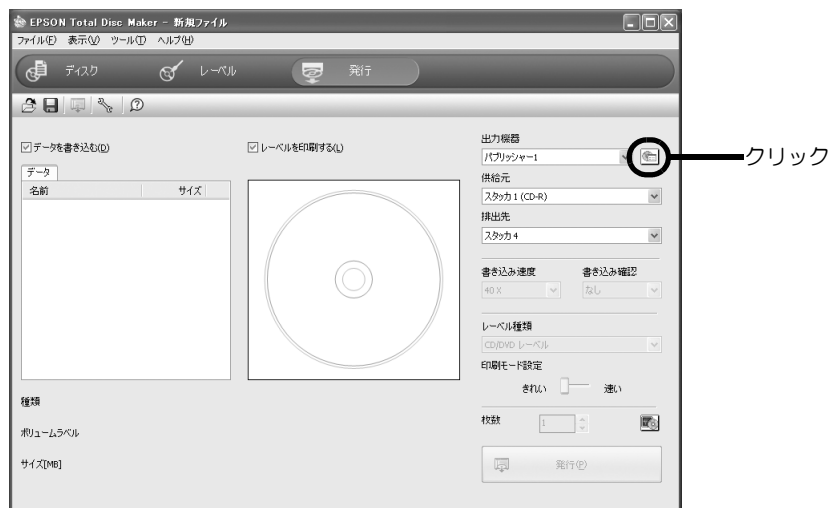 EPSON Total Disc Maker - 新規ファイル
ファイル(F) 表示(V) ツール(T) ヘルプ(H)
ディスク レーベル 発行
データを書き込む(D)
レーベルを印刷する(L)
データ
名前 サイズ
種類
ボリュームラベル
サイズ[MB]
出力機器
パブリッシャー1
クリック
供給元
スタッカ 1 (CD-R)
排出先
スタッカ 4
書き込み速度 書き込み確認
40 X なし
レーベル種類
CD/DVD レーベル
印刷モード設定
きれい 速い
枚数 1
発行(P)